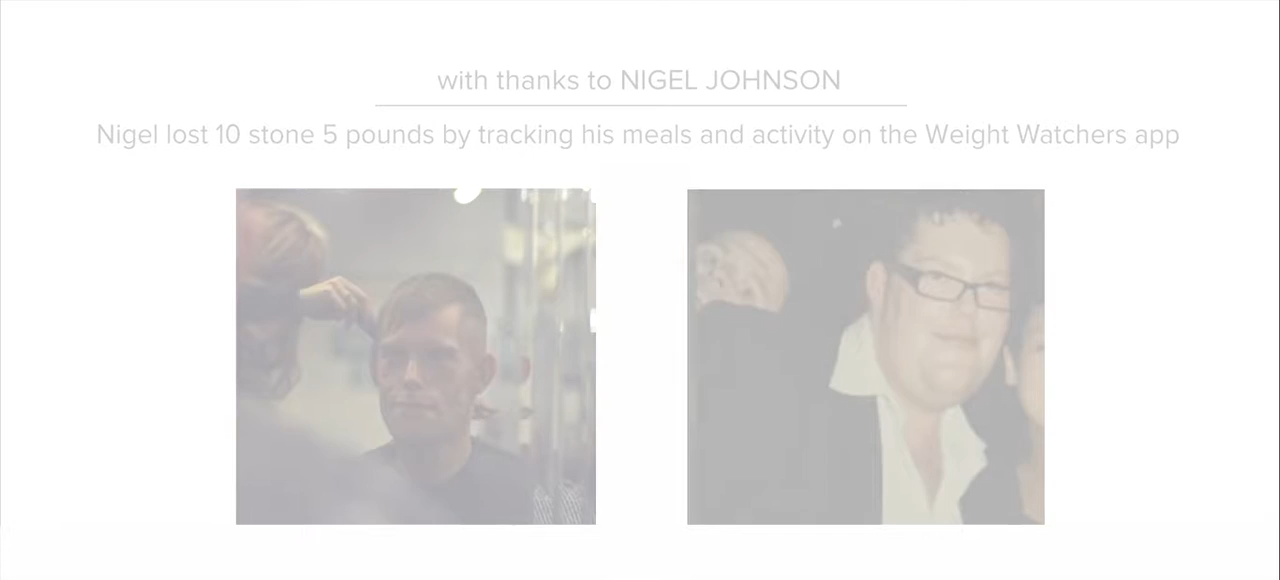 with thanks to NIGEL JOHNSON
Nigel lost 10 stone 5 pounds by tracking his meals and activity on the Weight Watchers app